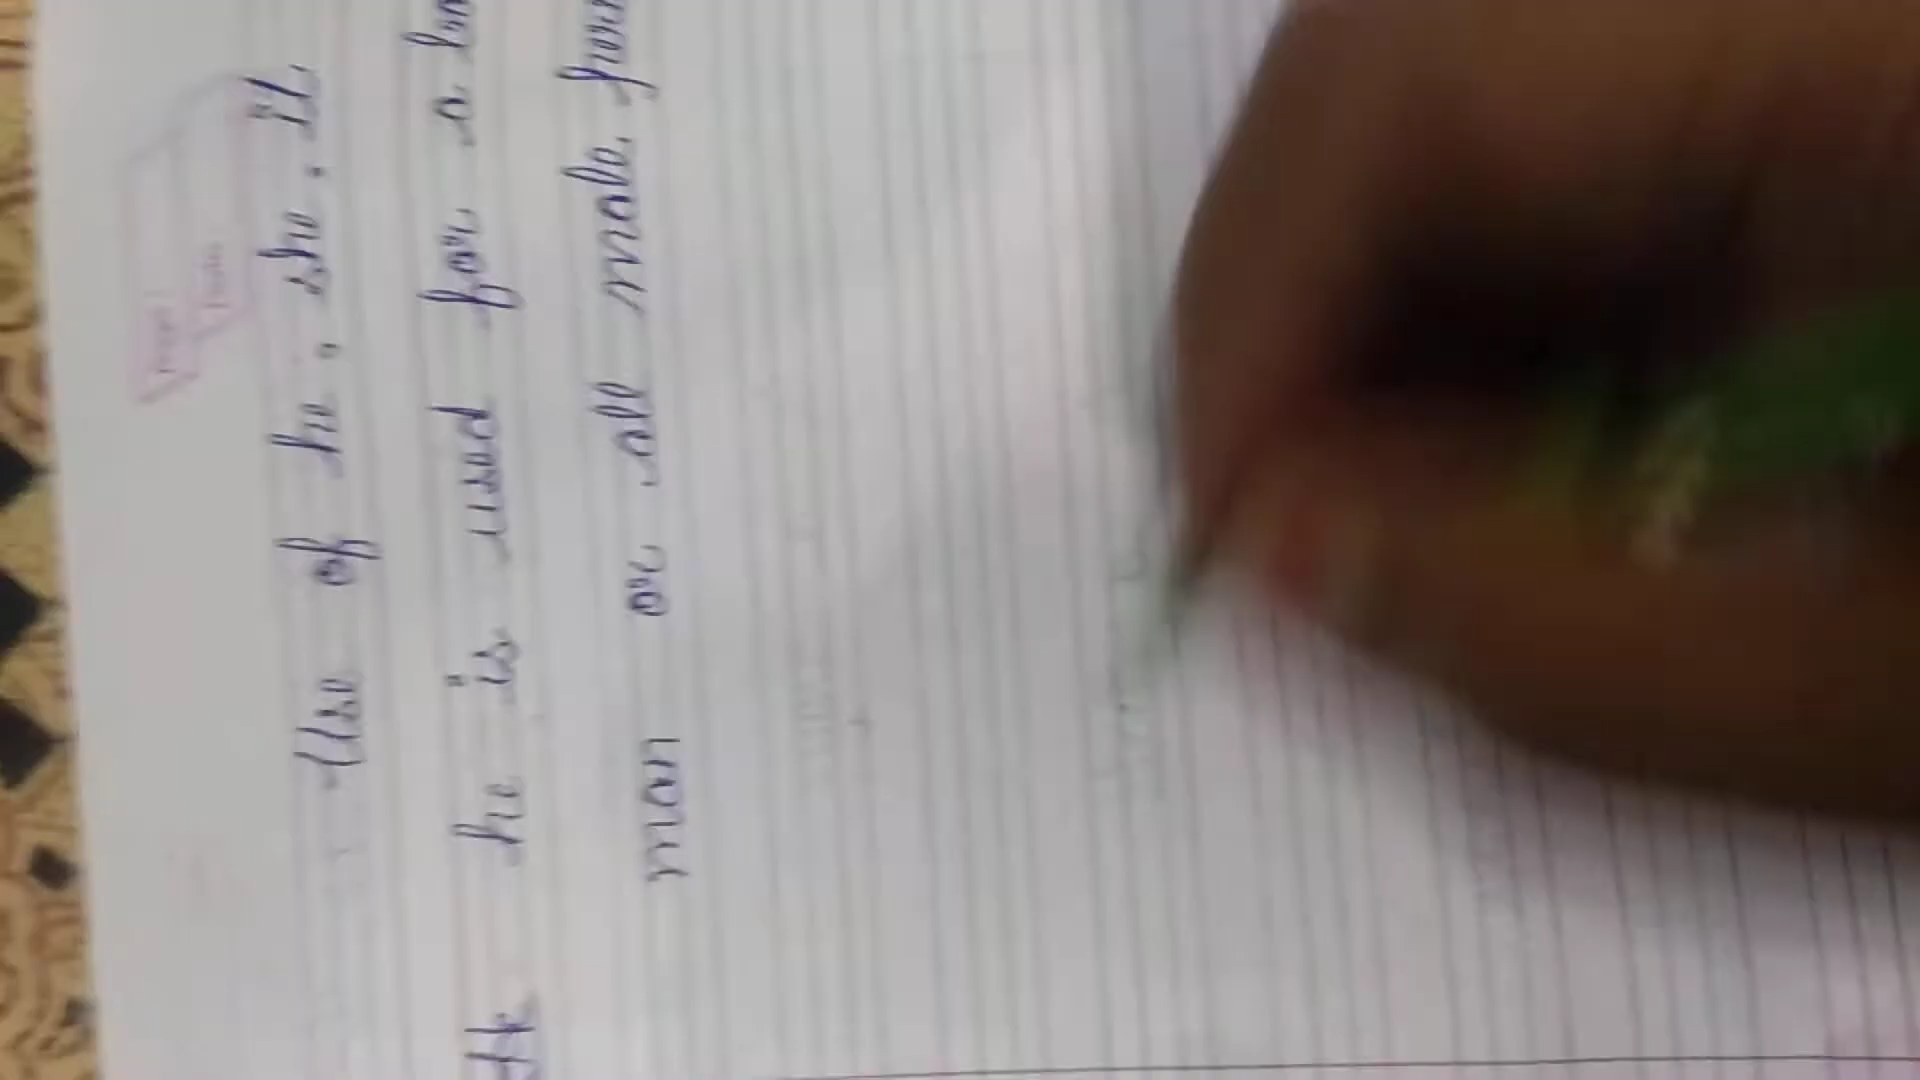 Use of he, she, it
* he is used for a
man or all male,